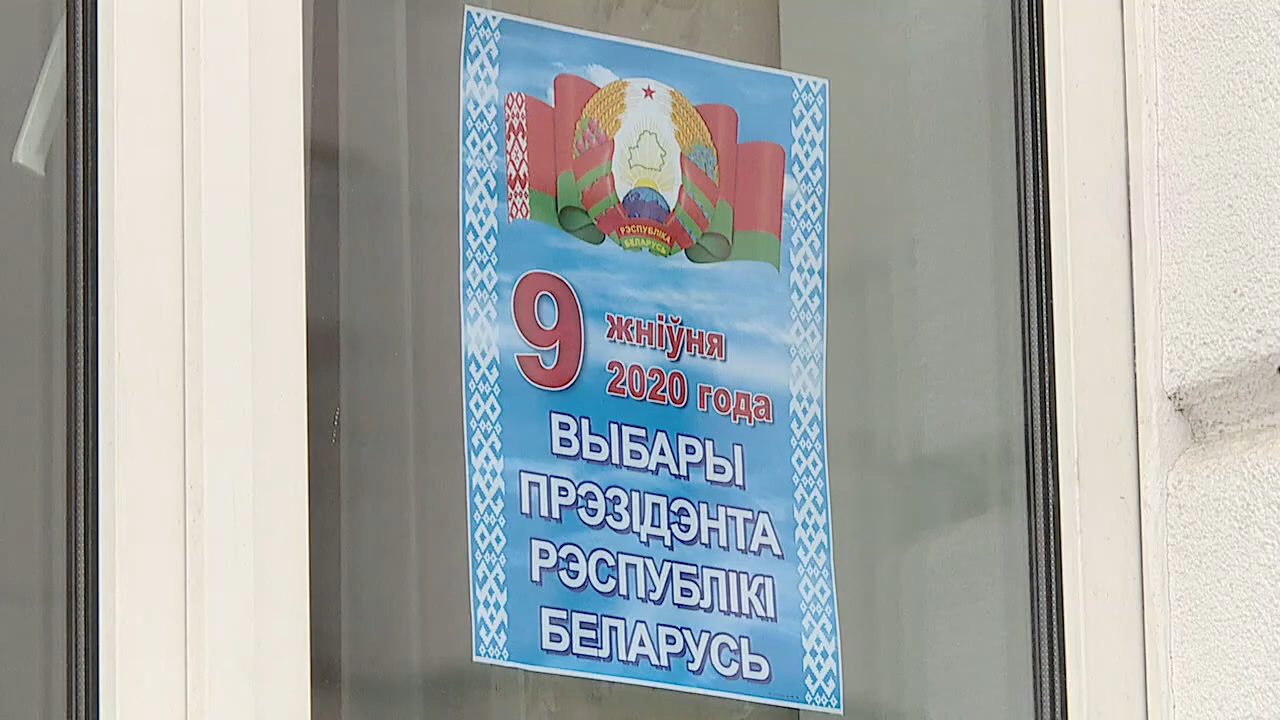 РЭСПУБЛІКА
БЕЛАРУСЬ
9 жніўня
2020 года
ВЫБАРЫ
ПРЭЗІДЭНТА
РЭСПУБЛІКІ
БЕЛАРУСЬ